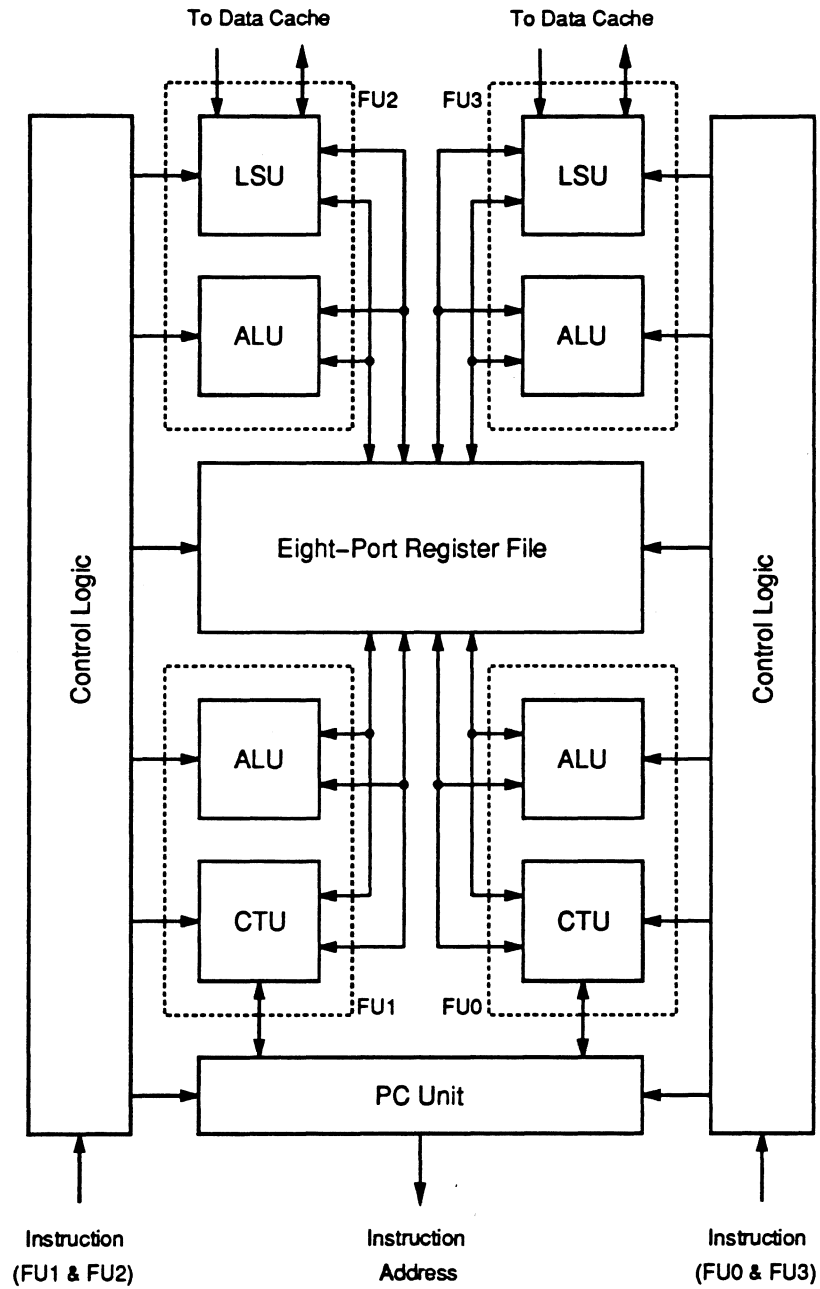 To Data Cache
To Data Cache
FU2
FU3
LSU
LSU
ALU
ALU
Control Logic
Eight-Port Register File
Control Logic
ALU
ALU
CTU
CTU
FU1
FU0
PC Unit
Instruction
(FU1 & FU2)
Instruction
Address
Instruction
(FU0 & FU3)